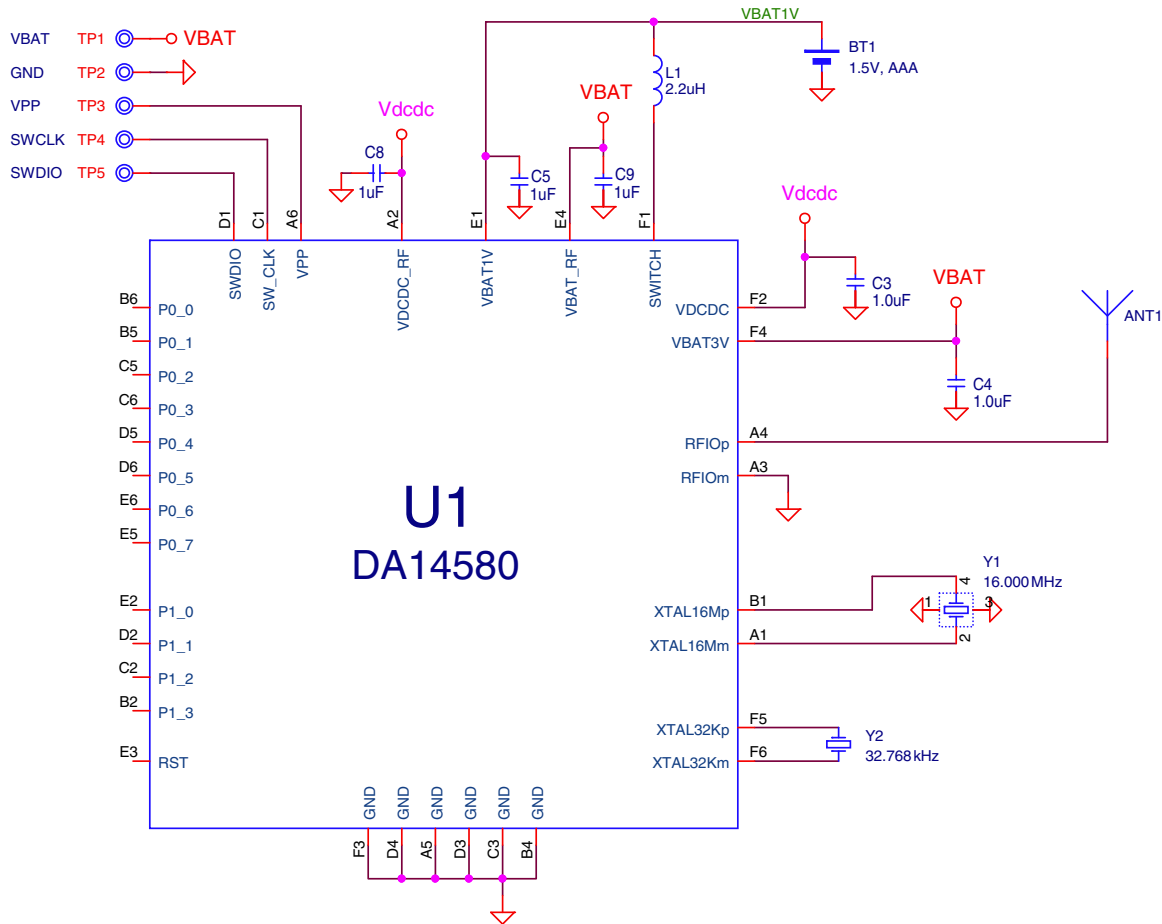 VBAT1V
VBAT TP1 VBAT
GND TP2
VPP TP3
SWCLK TP4
SWDIO TP5
BT1
1.5V, AAA
L1
2.2uH
VBAT
Vdcdc
C8
1uF
C5
1uF
C9
1uF
D1
C1
A6
A2
E1
E4
F1
SWDIO
SW_CLK
VPP
VDCDC_RF
VBAT1V
VBAT_RF
SWITCH
Vdcdc
C3
1.0uF
VBAT
ANT1
C4
1.0uF
B6 P0_0
B5 P0_1
C5 P0_2
C6 P0_3
D5 P0_4
D6 P0_5
E6 P0_6
E5 P0_7
E2 P1_0
D2 P1_1
C2 P1_2
B2 P1_3
E3 RST
U1
DA14580
VDCDC F2
VBAT3V F4
RFIOp A4
RFIOm A3
XTAL16Mp B1
XTAL16Mm A1
XTAL32Kp F5
XTAL32Km F6
Y1
16.000MHz
4
1
3
2
Y2
32.768kHz
GND
GND
GND
GND
GND
GND
F3
D4
A5
D3
C3
B4